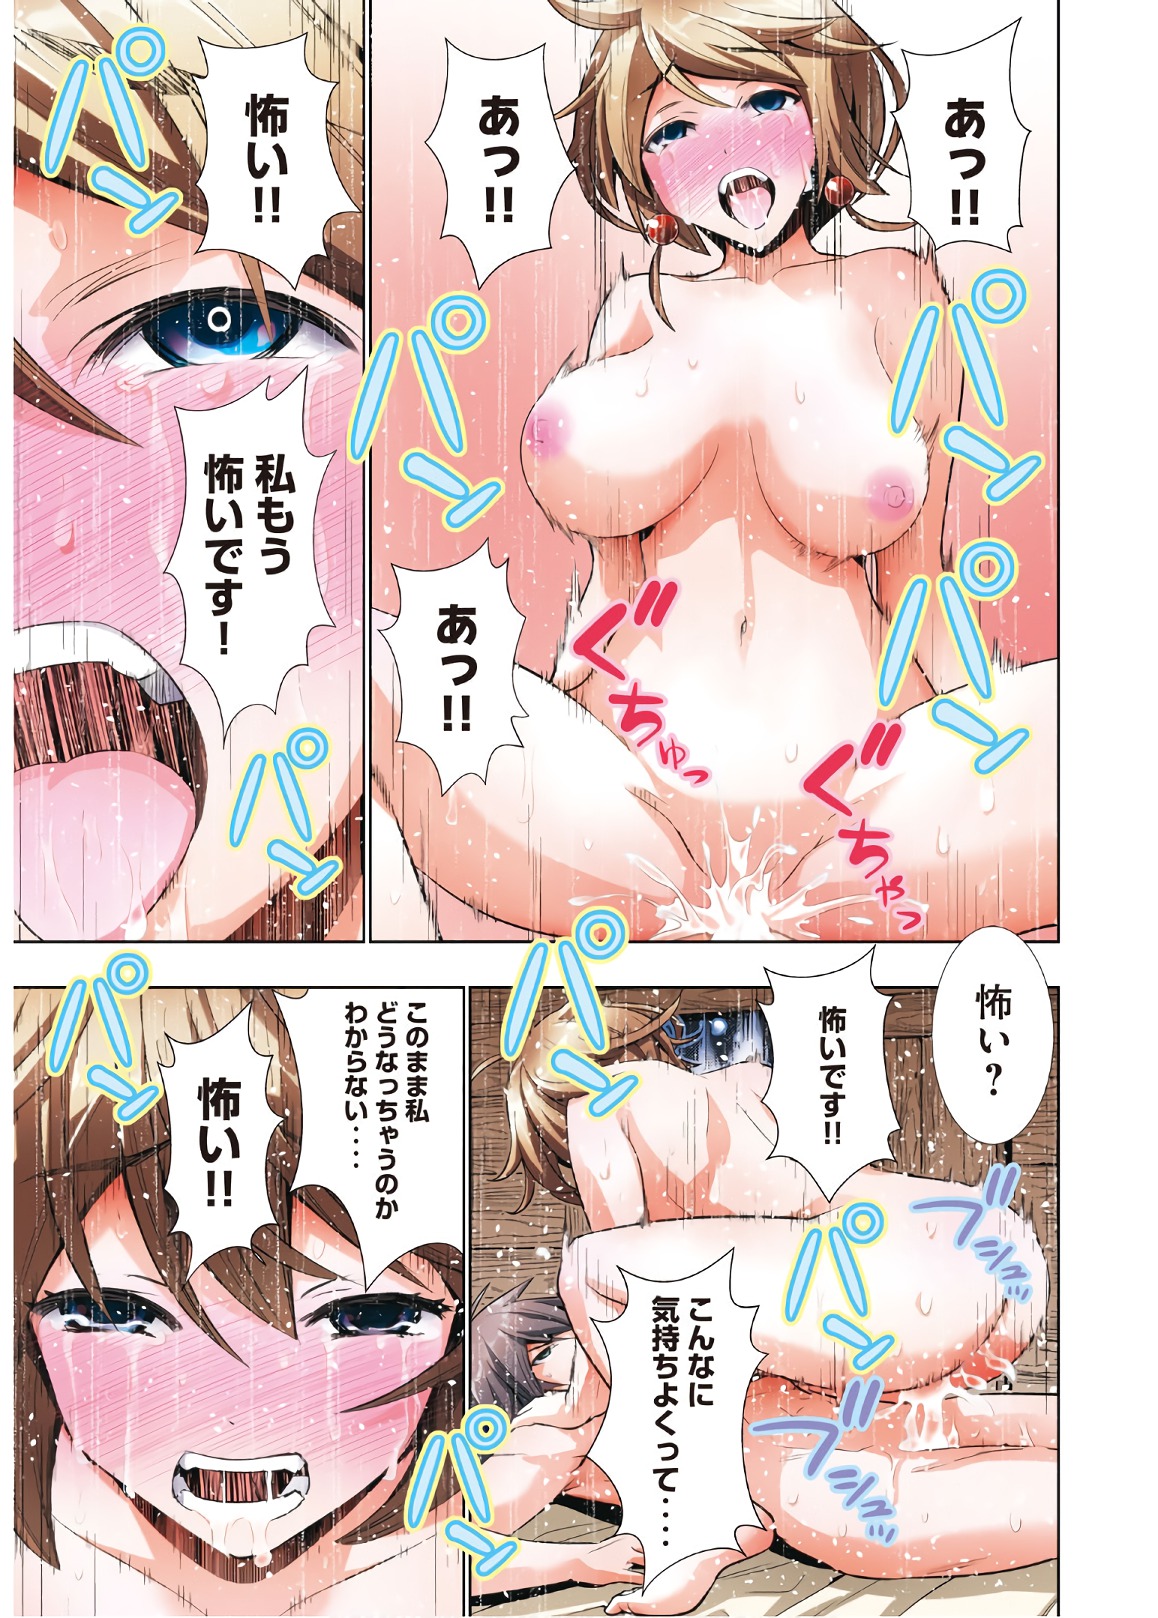 あっ!!
パン
あっ!!
パン
あっ!!
パン
ぐちゅっ
ぐちゃっ
怖い!!
パン
私もう
怖いです!
パン
怖い?
怖いです!!
パン
こんなに
気持ちよくって‥‥
パン
ブシッ
ブシッ
このまま私
どうなっちゃうのか
わからない‥‥
怖い!!
パン
パン